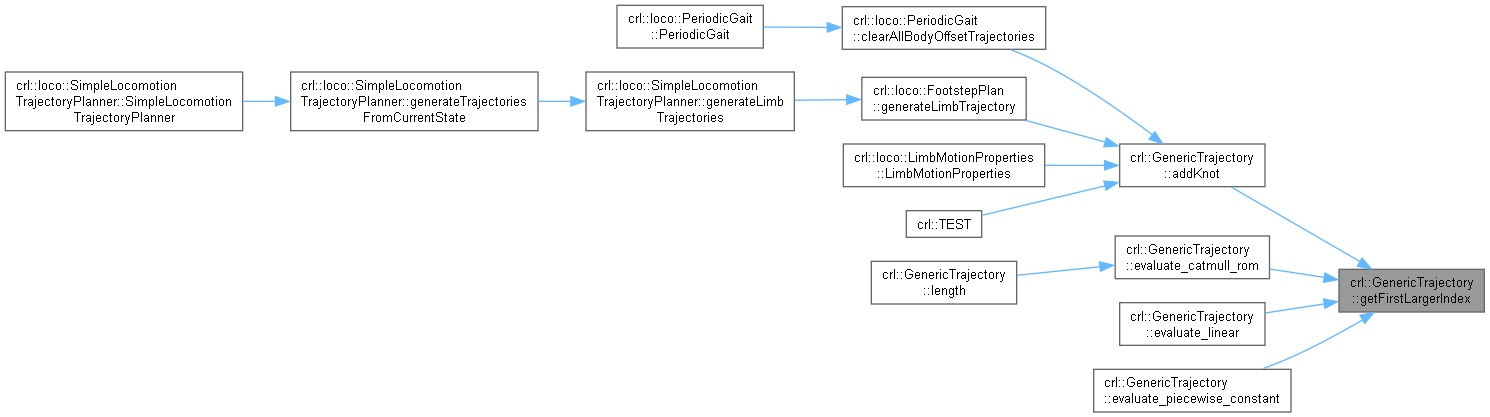 crl::loco::PeriodicGait
::PeriodicGait
crl::loco::PeriodicGait
::clearAllBodyOffsetTrajectories
crl::loco::SimpleLocomotion
TrajectoryPlanner::SimpleLocomotion
TrajectoryPlanner
crl::loco::SimpleLocomotion
TrajectoryPlanner::generateTrajectories
FromCurrentState
crl::loco::SimpleLocomotion
TrajectoryPlanner::generateLimb
Trajectories
crl::loco::FootstepPlan
::generateLimbTrajectory
crl::loco::LimbMotionProperties
::LimbMotionProperties
crl::GenericTrajectory
::addKnot
crl::TEST
crl::GenericTrajectory
::length
crl::GenericTrajectory
::evaluate_catmull_rom
crl::GenericTrajectory
::getFirstLargerIndex
crl::GenericTrajectory
::evaluate_linear
crl::GenericTrajectory
::evaluate_piecewise_constant